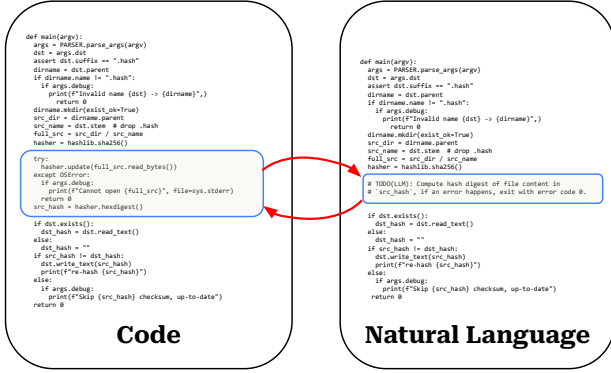 def main(argv):
  args = PARSER.parse_args(argv)
  dst = args.dst
  assert dst.suffix == ".hash"
  dirname = dst.parent
  if dirname.name != ".hash":
    if args.debug:
      print(f"Invalid name {dst} -> {dirname}",)
        return 0
  dirname.mkdir(exist_ok=True)
  src_dir = dirname.parent
  src_name = dst.stem  # drop .hash
  full_src = src_dir / src_name
  hasher = hashlib.sha256()
  try:
    hasher.update(full_src.read_bytes())
  except OSError:
    if args.debug:
      print(f"Cannot open {full_src}", file=sys.stderr)
    return 0
  src_hash = hasher.hexdigest()
  if dst.exists():
    dst_hash = dst.read_text()
  else:
    dst_hash = ""
  if src_hash != dst_hash:
    dst.write_text(src_hash)
    print(f"re-hash {src_hash}")
  else:
    if args.debug:
      print(f"Skip {src_hash} checksum, up-to-date")
  return 0
Code
def main(argv):
  args = PARSER.parse_args(argv)
  dst = args.dst
  assert dst.suffix == ".hash"
  dirname = dst.parent
  if dirname.name != ".hash":
    if args.debug:
      print(f"Invalid name {dst} -> {dirname}",)
        return 0
  dirname.mkdir(exist_ok=True)
  src_dir = dirname.parent
  src_name = dst.stem  # drop .hash
  full_src = src_dir / src_name
  hasher = hashlib.sha256()
  # TODO(LLM): Compute hash digest of file content in
  # `src_hash`, if an error happens, exit with error code 0.
  if dst.exists():
    dst_hash = dst.read_text()
  else:
    dst_hash = ""
  if src_hash != dst_hash:
    dst.write_text(src_hash)
    print(f"re-hash {src_hash}")
  else:
    if args.debug:
      print(f"Skip {src_hash} checksum, up-to-date")
  return 0
Natural Language